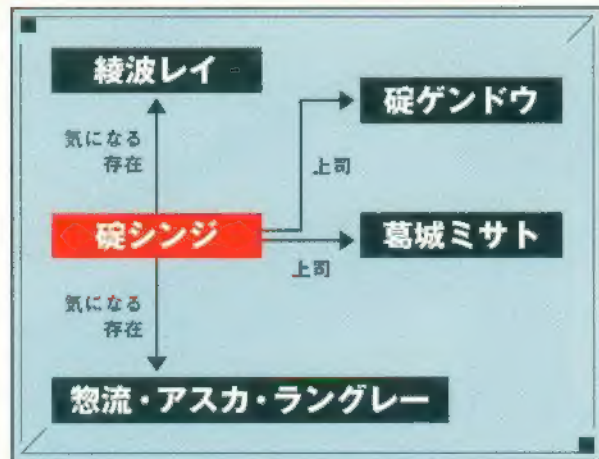 綾波レイ
碇ゲンドウ
気になる
存在
上司
碇シンジ
葛城ミサト
上司
気になる
存在
惣流・アスカ・ラングレー